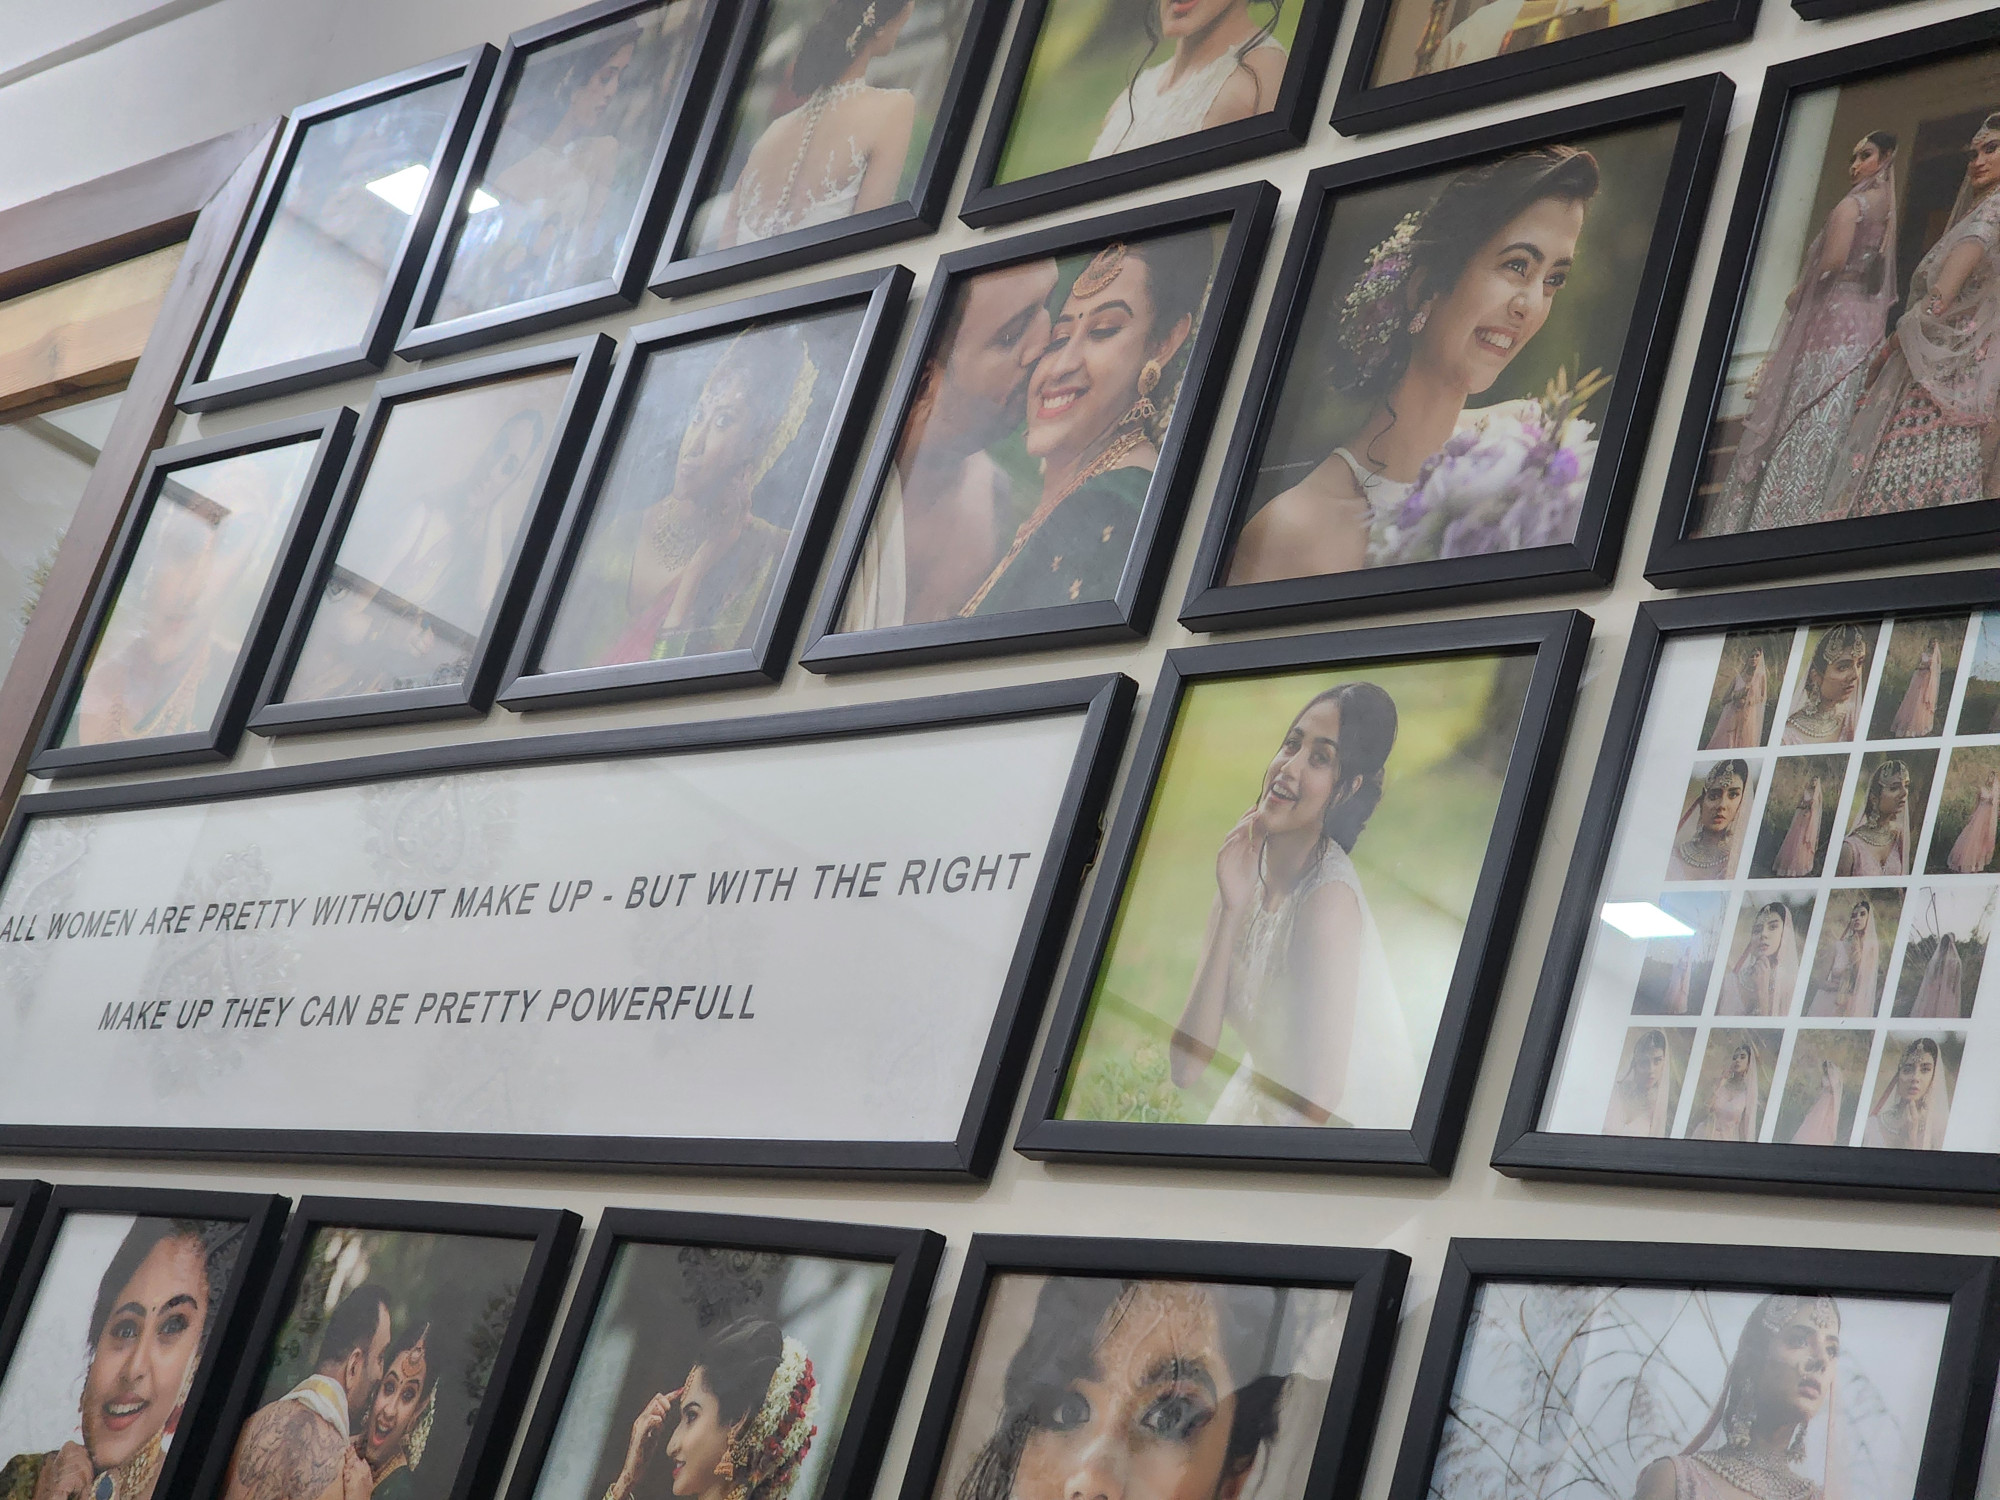 ALL WOMEN ARE PRETTY WITHOUT MAKE UP - BUT WITH THE RIGHT
MAKE UP THEY CAN BE PRETTY POWERFULL